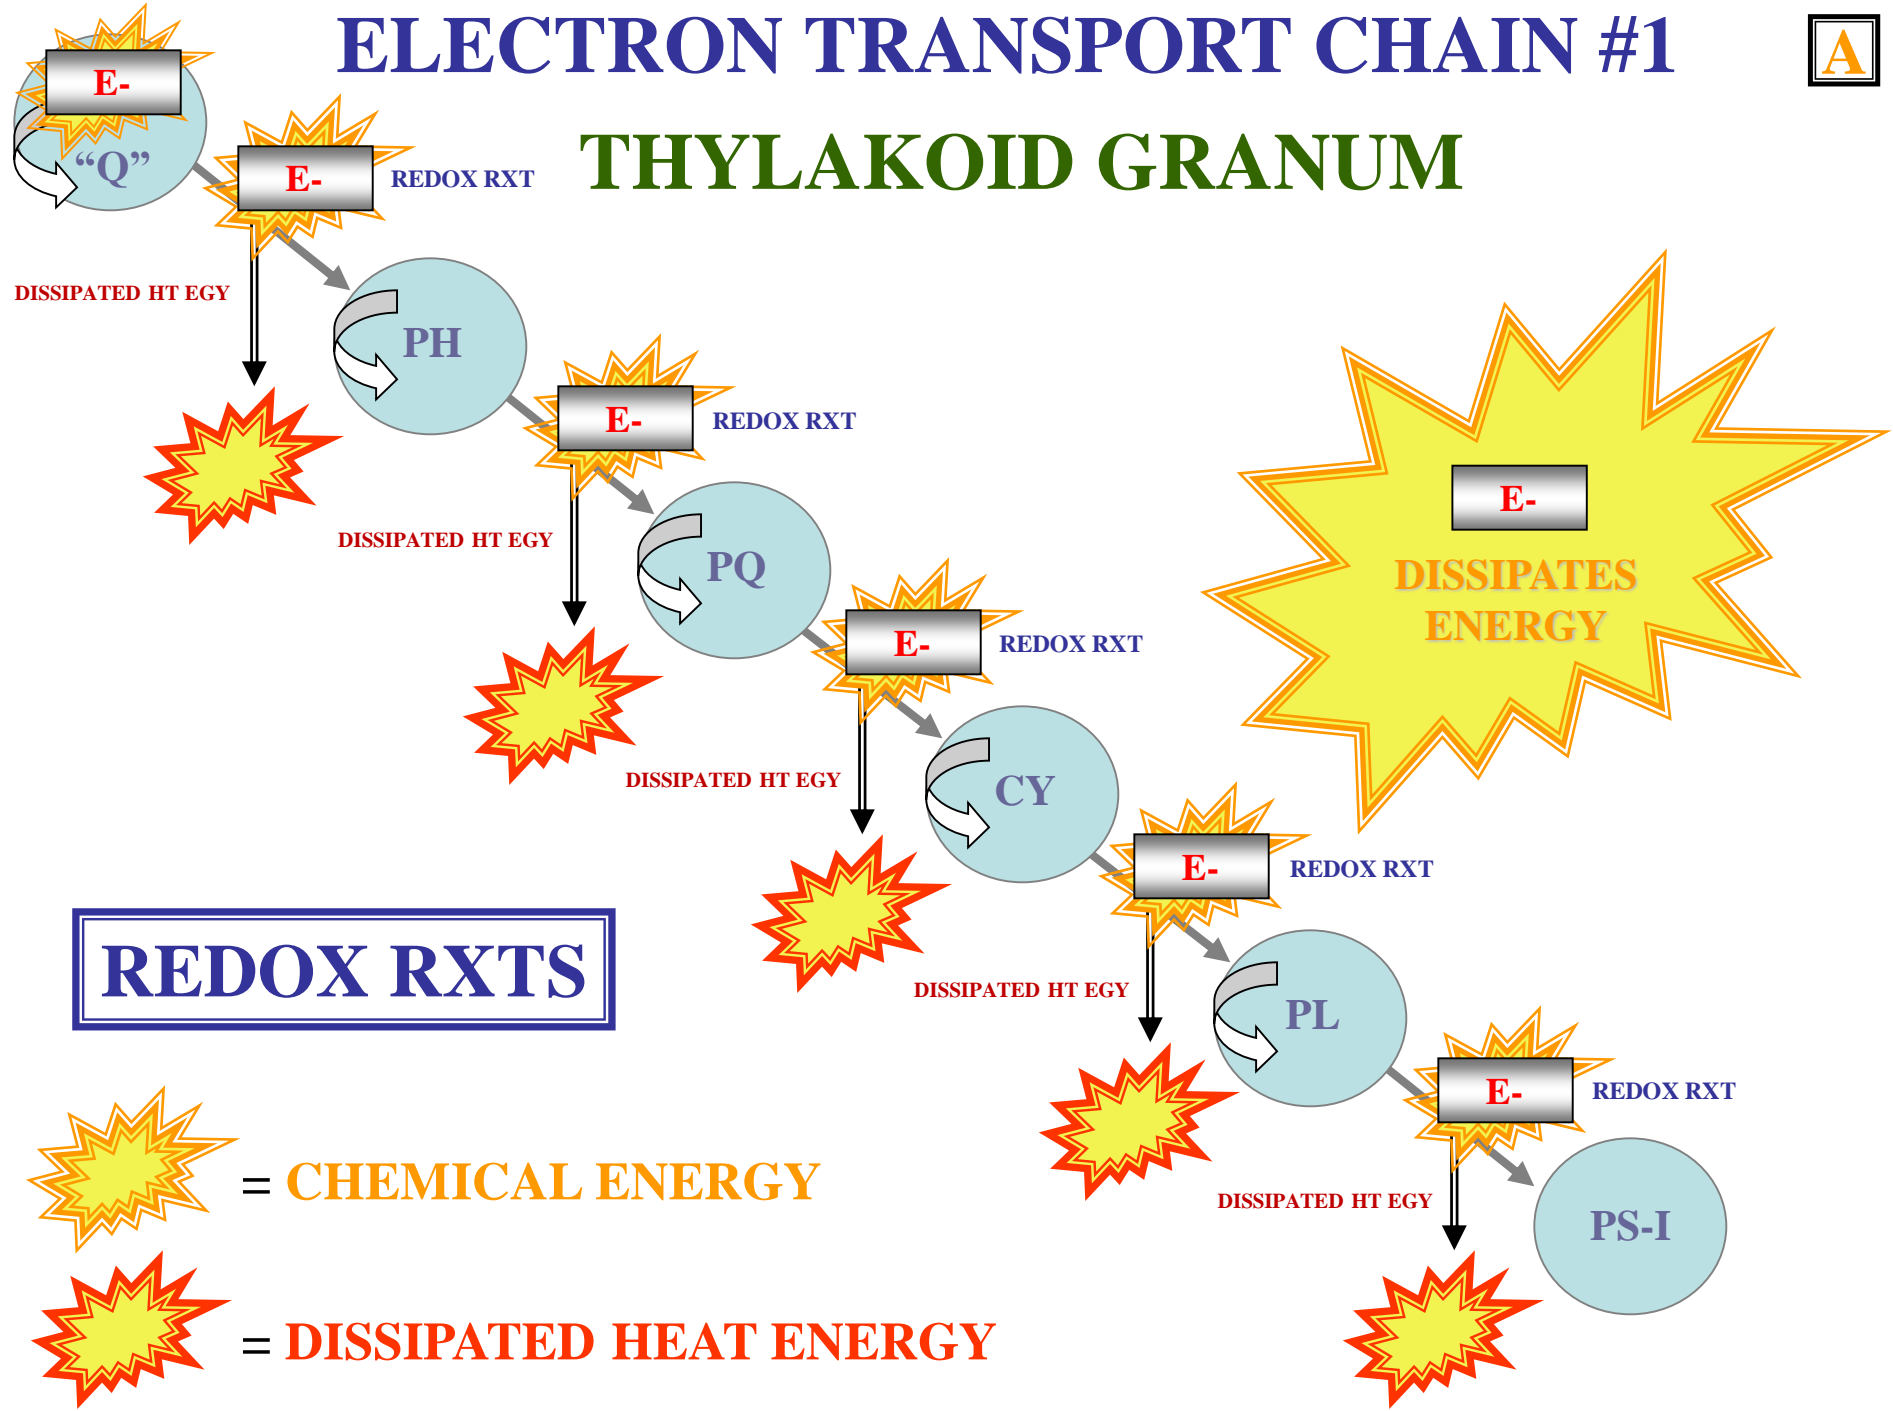 ELECTRON TRANSPORT CHAIN #1
A
THYLAKOID GRANUM
E-
“Q”
E-
REDOX RXT
DISSIPATED HT EGY
PH
E-
REDOX RXT
DISSIPATED HT EGY
PQ
E-
DISSIPATES
ENERGY
E-
REDOX RXT
DISSIPATED HT EGY
CY
E-
REDOX RXT
DISSIPATED HT EGY
PL
E-
REDOX RXT
DISSIPATED HT EGY
PS-I
REDOX RXTS
= CHEMICAL ENERGY
= DISSIPATED HEAT ENERGY